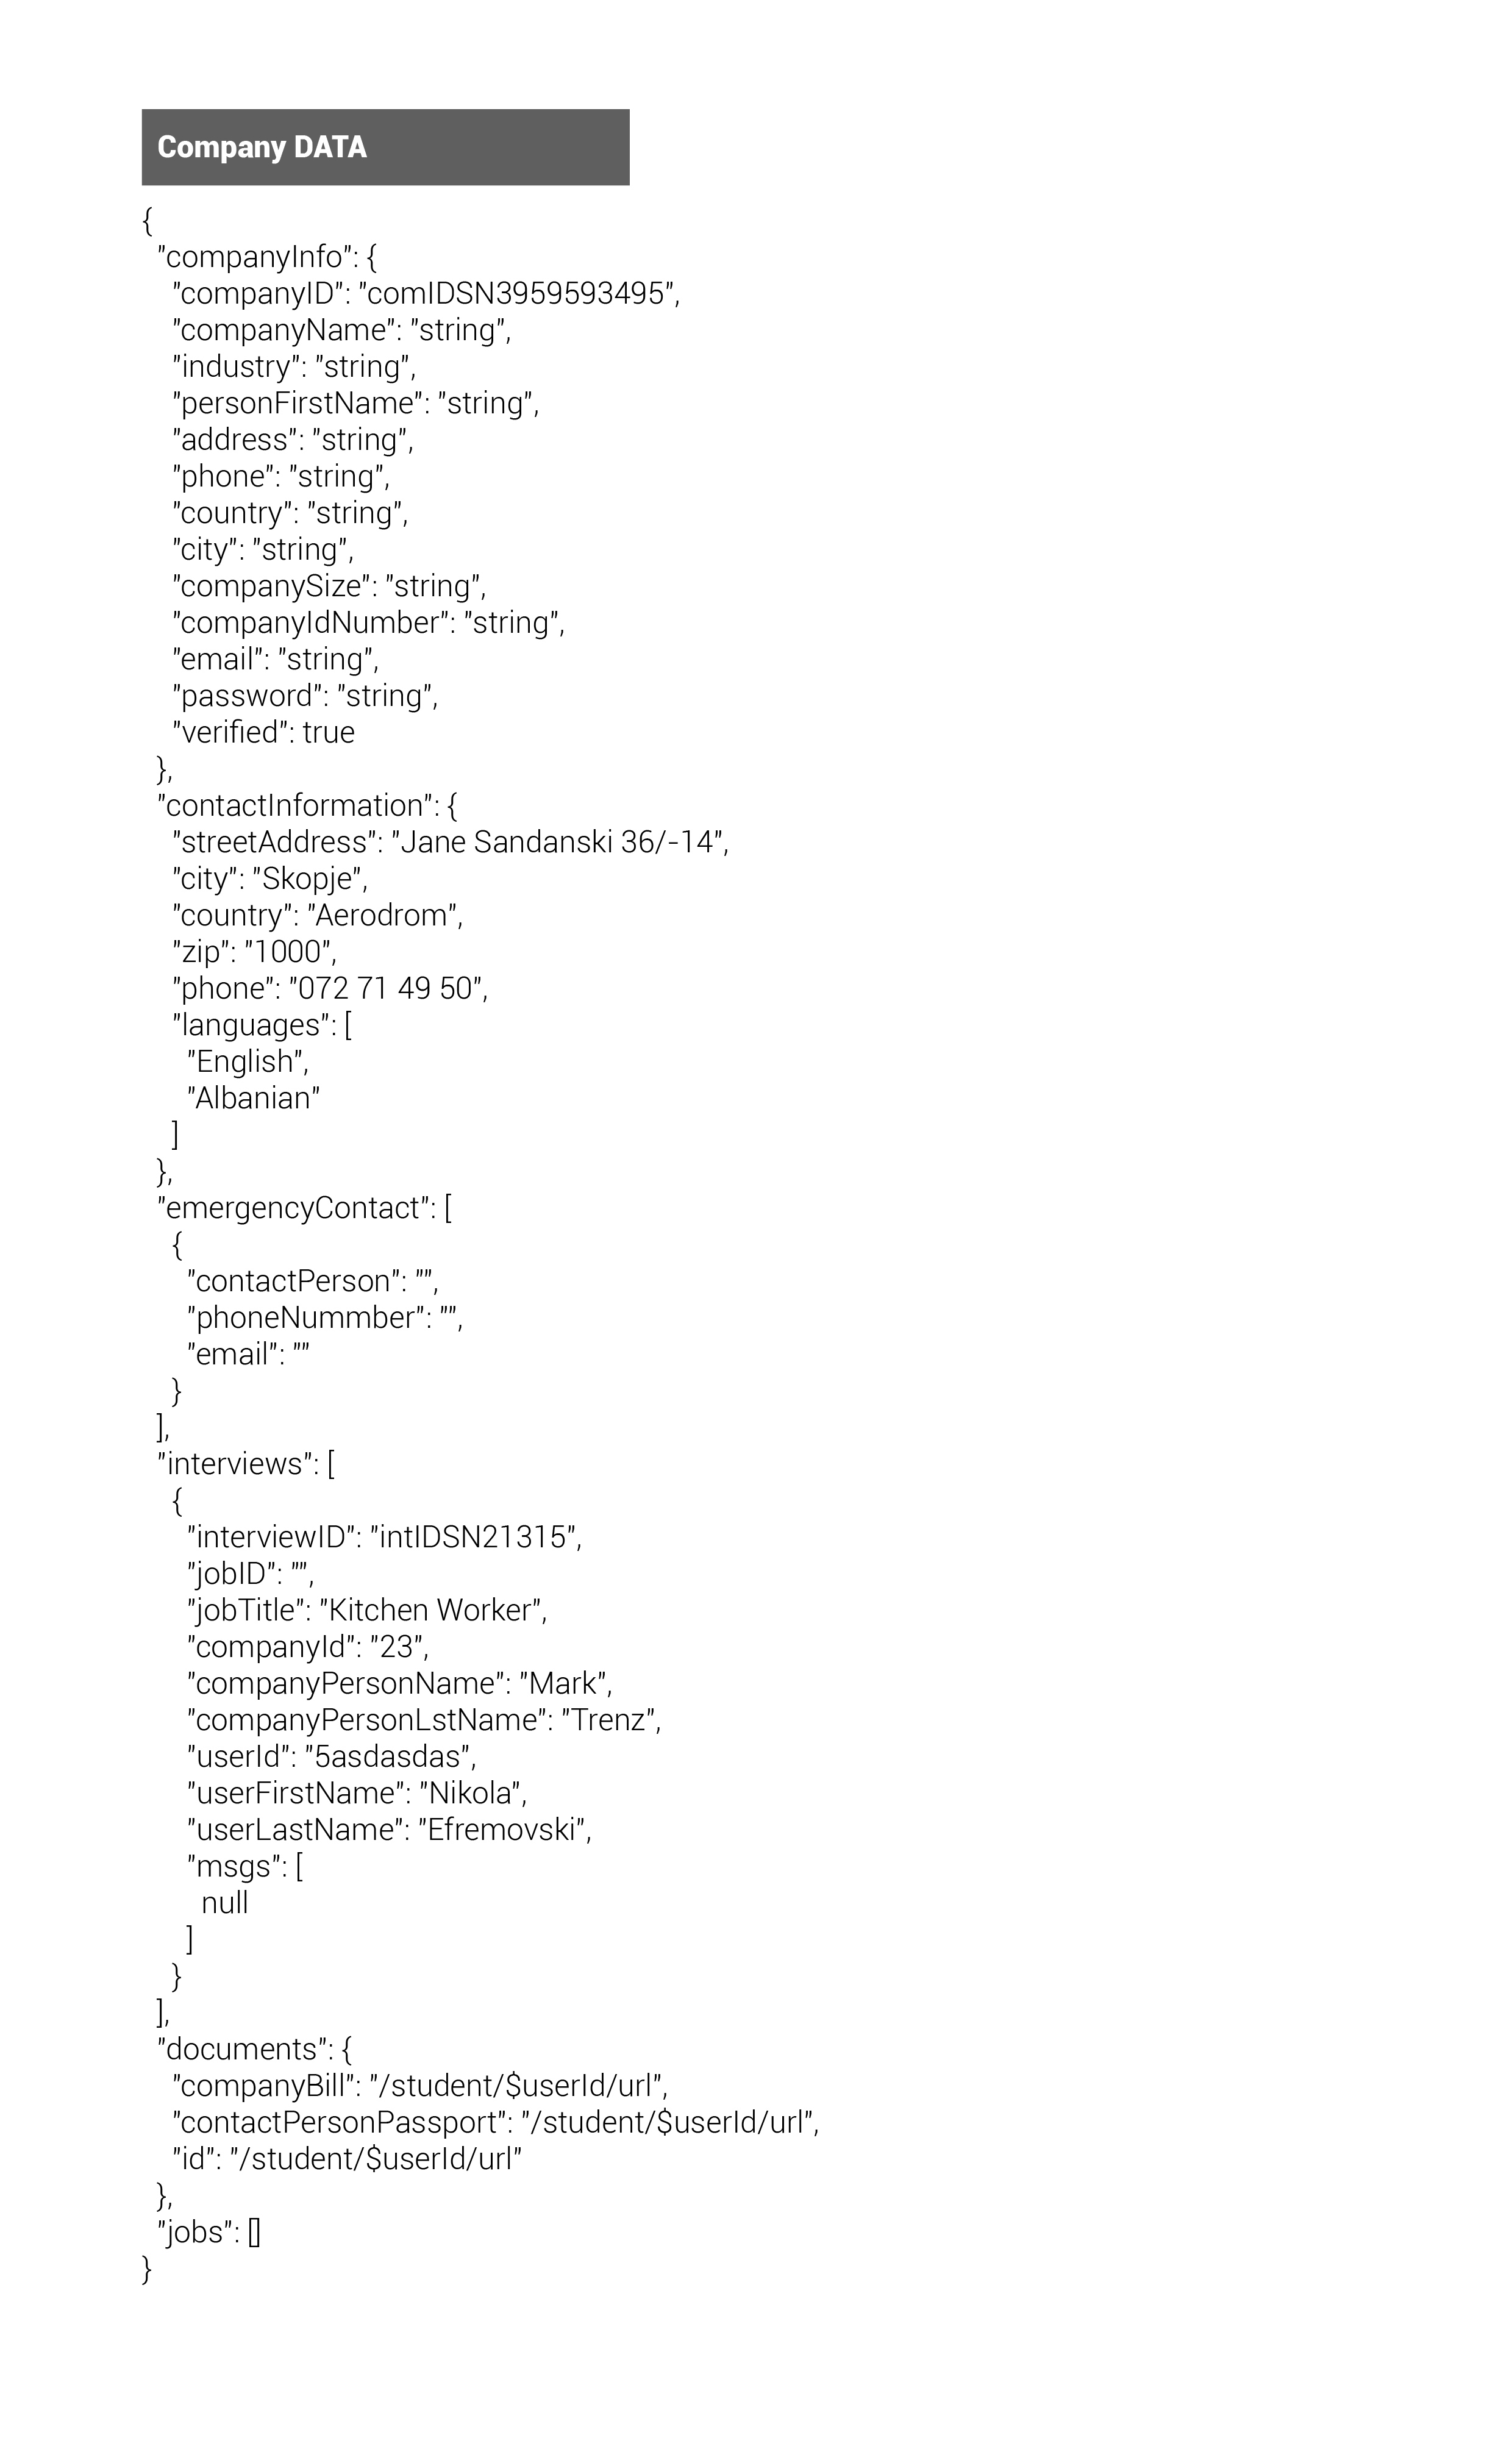 Company DATA
{
"companyInfo": {
"companyID": "comIDSN3959593495",
"companyName": "string",
"industry": "string",
"personFirstName": "string",
"address": "string",
"phone": "string",
"country": "string",
"city": "string",
"companySize": "string",
"companyIdNumber": "string",
"email": "string",
"password": "string",
"verified": true
},
"contactInformation": {
"streetAddress": "Jane Sandanski 36/-14",
"city": "Skopje",
"country": "Aerodrom",
"zip": "1000",
"phone": "072 71 49 50",
"languages": [
"English",
"Albanian"
]
},
"emergencyContact": [
{
"contactPerson": "",
"phoneNummber": "",
"email": ""
}
],
"interviews": [
{
"interviewID": "intIDSN21315",
"jobID": "",
"jobTitle": "Kitchen Worker",
"companyId": "23",
"companyPersonName": "Mark",
"companyPersonLstName": "Trenz",
"userId": "5asdasdas",
"userFirstName": "Nikola",
"userLastName": "Efremovski",
"msgs": [
null
]
}
],
"documents": {
"companyBill": "/student/$userId/url",
"contactPersonPassport": "/student/$userId/url",
"id": "/student/$userId/url"
},
"jobs": []
}